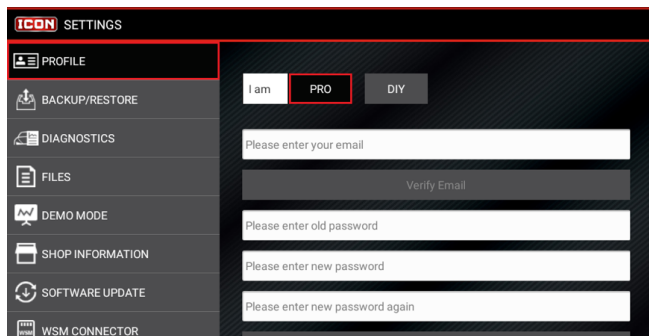 ICON SETTINGS
PROFILE
BACKUP/RESTORE
DIAGNOSTICS
FILES
DEMO MODE
SHOP INFORMATION
SOFTWARE UPDATE
WSM WSM CONNECTOR
I am PRO DIY
Please enter your email
Verify Email
Please enter old password
Please enter new password
Please enter new password again